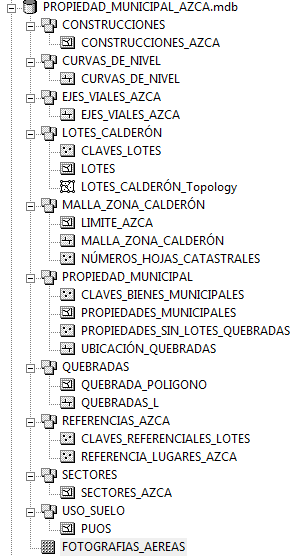 PROPIEDAD_MUNICIPAL_AZCA.mdb
CONSTRUCCIONES
CONSTRUCCIONES_AZCA
CURVAS_DE_NIVEL
CURVAS_DE_NIVEL
EJES_VIALES_AZCA
EJES_VIALES_AZCA
LOTES_CALDERÓN
CLAVES_LOTES
LOTES
LOTES_CALDERÓN_Topology
MALLA_ZONA_CALDERÓN
LIMITE_AZCA
MALLA_ZONA_CALDERÓN
NÚMEROS_HOJAS_CATASTRALES
PROPIEDAD_MUNICIPAL
CLAVES_BIENES_MUNICIPALES
PROPIEDADES_MUNICIPALES
PROPIEDADES_SIN_LOTES_QUEBRADAS
UBICACIÓN_QUEBRADAS
QUEBRADAS
QUEBRADA_POLIGONO
QUEBRADAS_L
REFERENCIAS_AZCA
CLAVES_REFERENCIALES_LOTES
REFERENCIA_LUGARES_AZCA
SECTORES
SECTORES_AZCA
USO_SUELO
PUOS
FOTOGRAFIAS_AEREAS